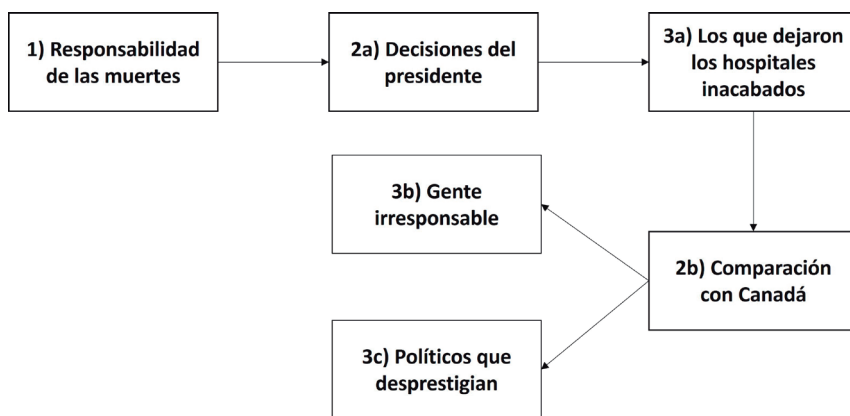 1) Responsabilidad
de las muertes
2a) Decisiones del
presidente
3a) Los que dejaron
los hospitales
inacabados
3b) Gente
irresponsable
2b) Comparación
con Canadá
3c) Políticos que
desprestigian